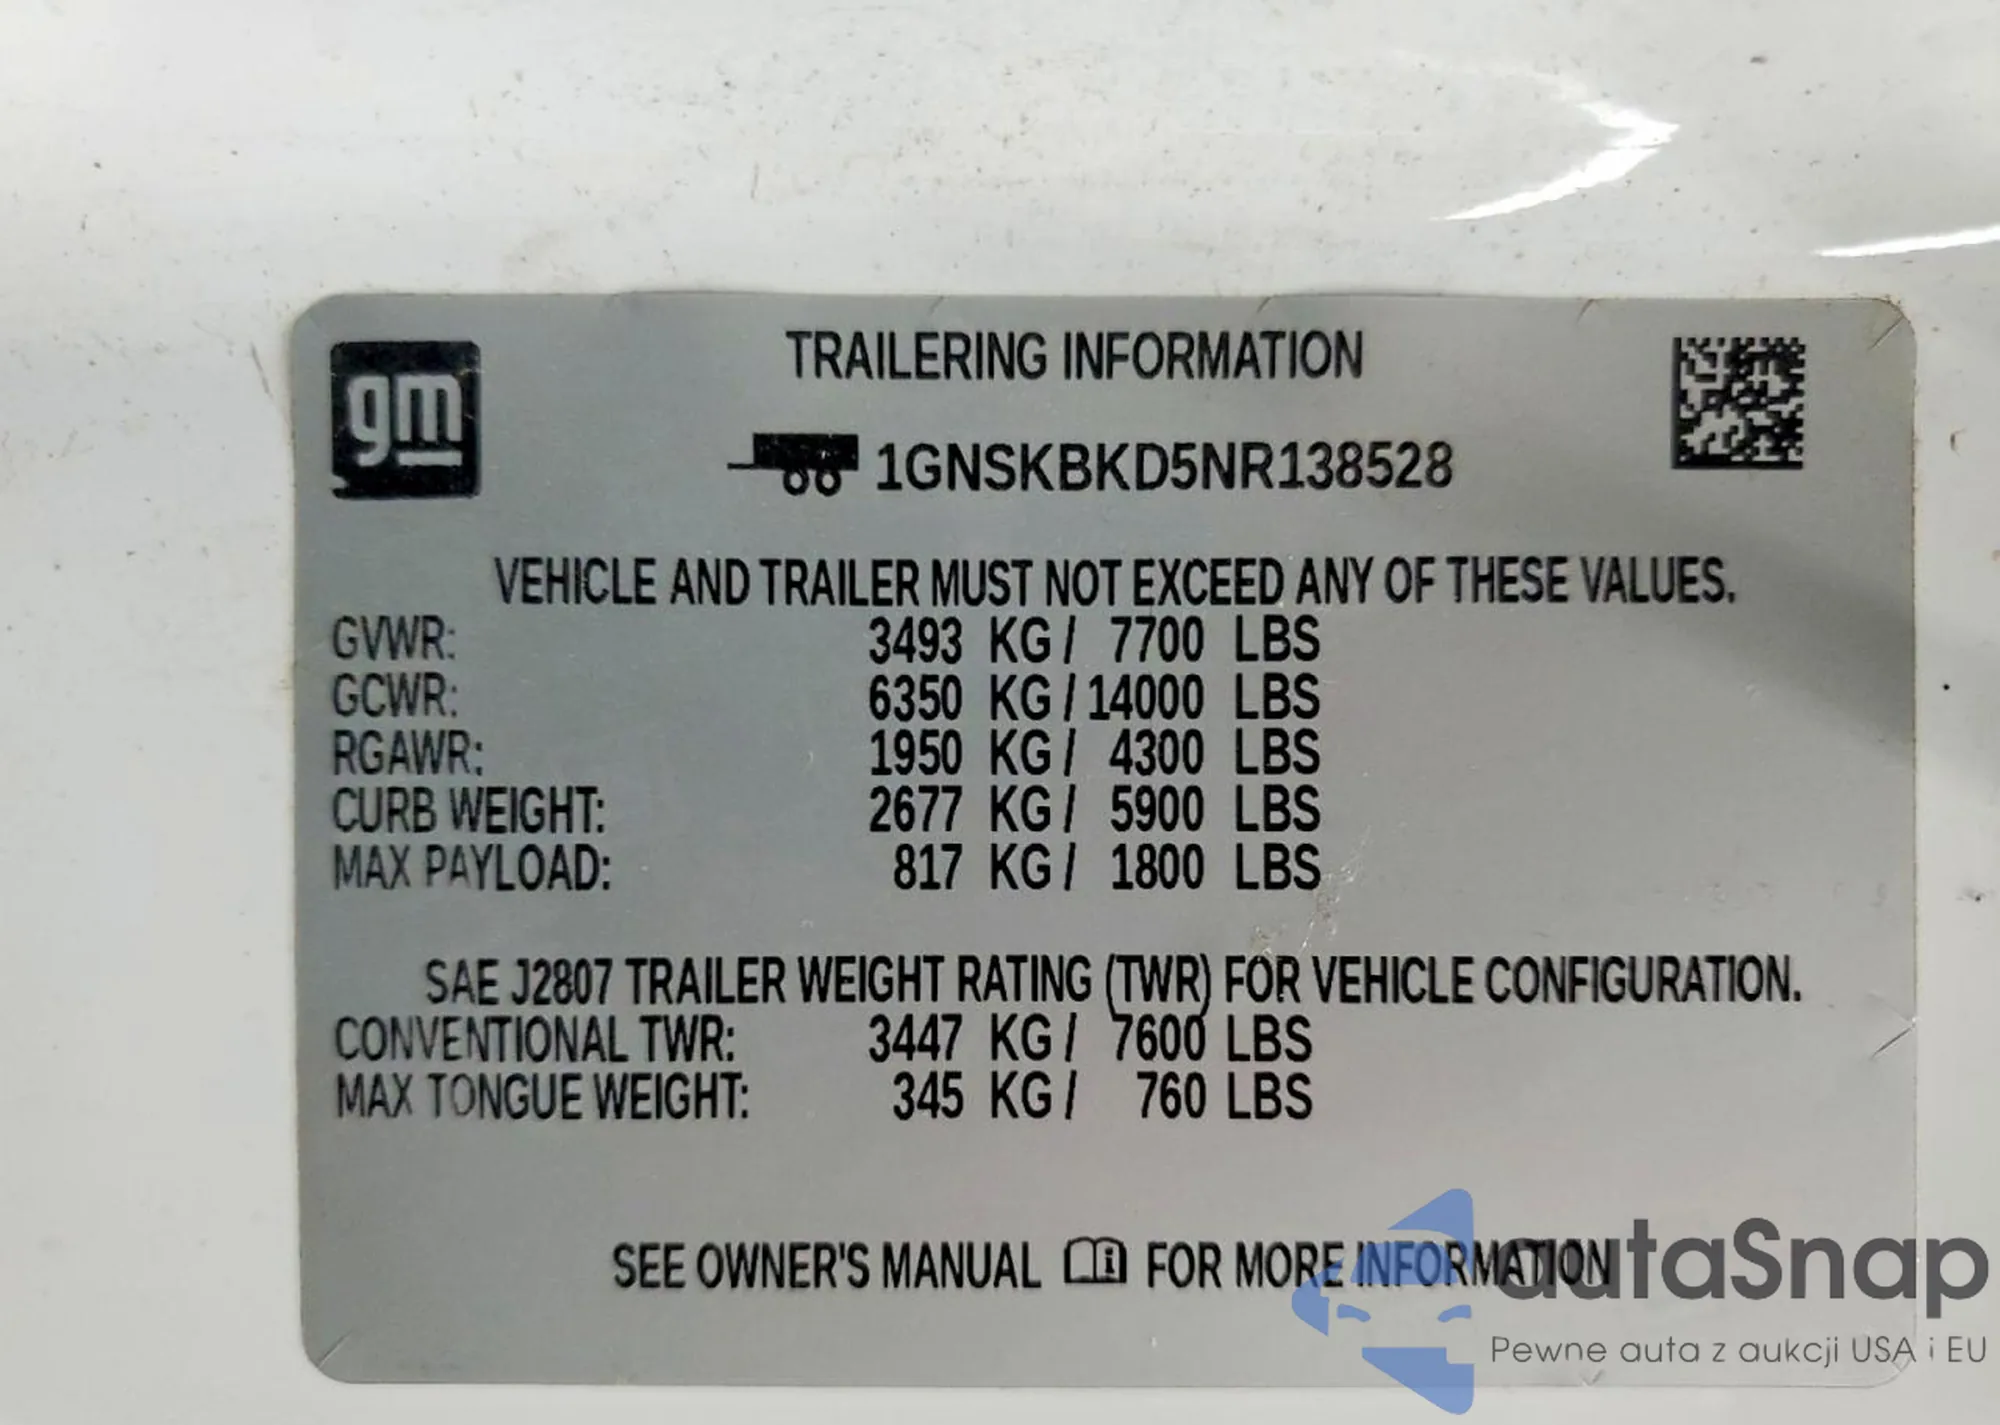 gm
TRAILERING INFORMATION
1GNSKBKD5NR138528
VEHICLE AND TRAILER MUST NOT EXCEED ANY OF THESE VALUES.
GVWR: 3493 KG / 7700 LBS
GCWR: 6350 KG / 14000 LBS
RGAWR: 1950 KG / 4300 LBS
CURB WEIGHT: 2677 KG / 5900 LBS
MAX PAYLOAD: 817 KG / 1800 LBS
SAE J2807 TRAILER WEIGHT RATING (TWR) FOR VEHICLE CONFIGURATION.
CONVENTIONAL TWR: 3447 KG / 7600 LBS
MAX TONGUE WEIGHT: 345 KG / 760 LBS
SEE OWNER'S MANUAL FOR MORE INFORMATION
autaSnap
Pewne auta z aukcji USA i EU